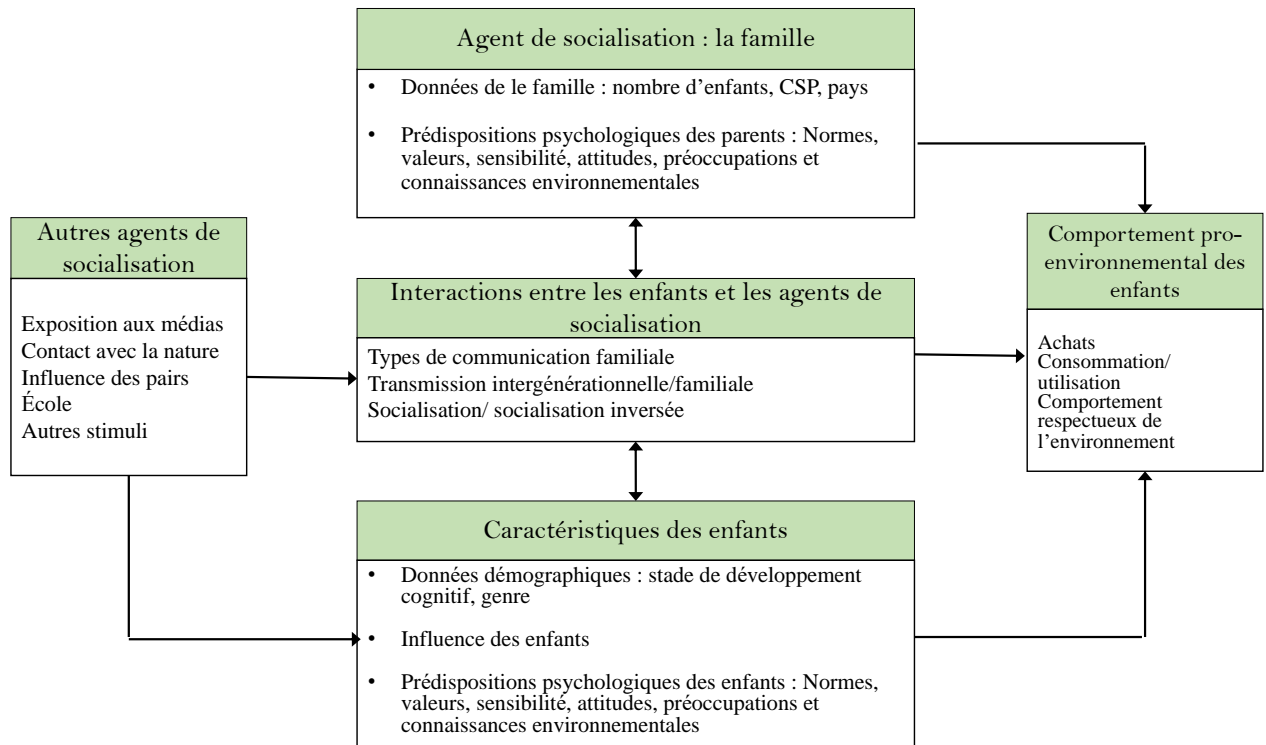 Agent de socialisation : la famille
• Données de le famille : nombre d’enfants, CSP, pays
• Prédispositions psychologiques des parents : Normes,
valeurs, sensibilité, attitudes, préoccupations et
connaissances environnementales
Autres agents de
socialisation
Exposition aux médias
Contact avec la nature
Influence des pairs
École
Autres stimuli
Interactions entre les enfants et les agents de
socialisation
Types de communication familiale
Transmission intergénérationnelle/familiale
Socialisation/ socialisation inversée
Comportement pro-
environnemental des
enfants
Achats
Consommation/
utilisation
Comportement
respectueux de
l’environnement
Caractéristiques des enfants
• Données démographiques : stade de développement
cognitif, genre
• Influence des enfants
• Prédispositions psychologiques des enfants : Normes,
valeurs, sensibilité, attitudes, préoccupations et
connaissances environnementales